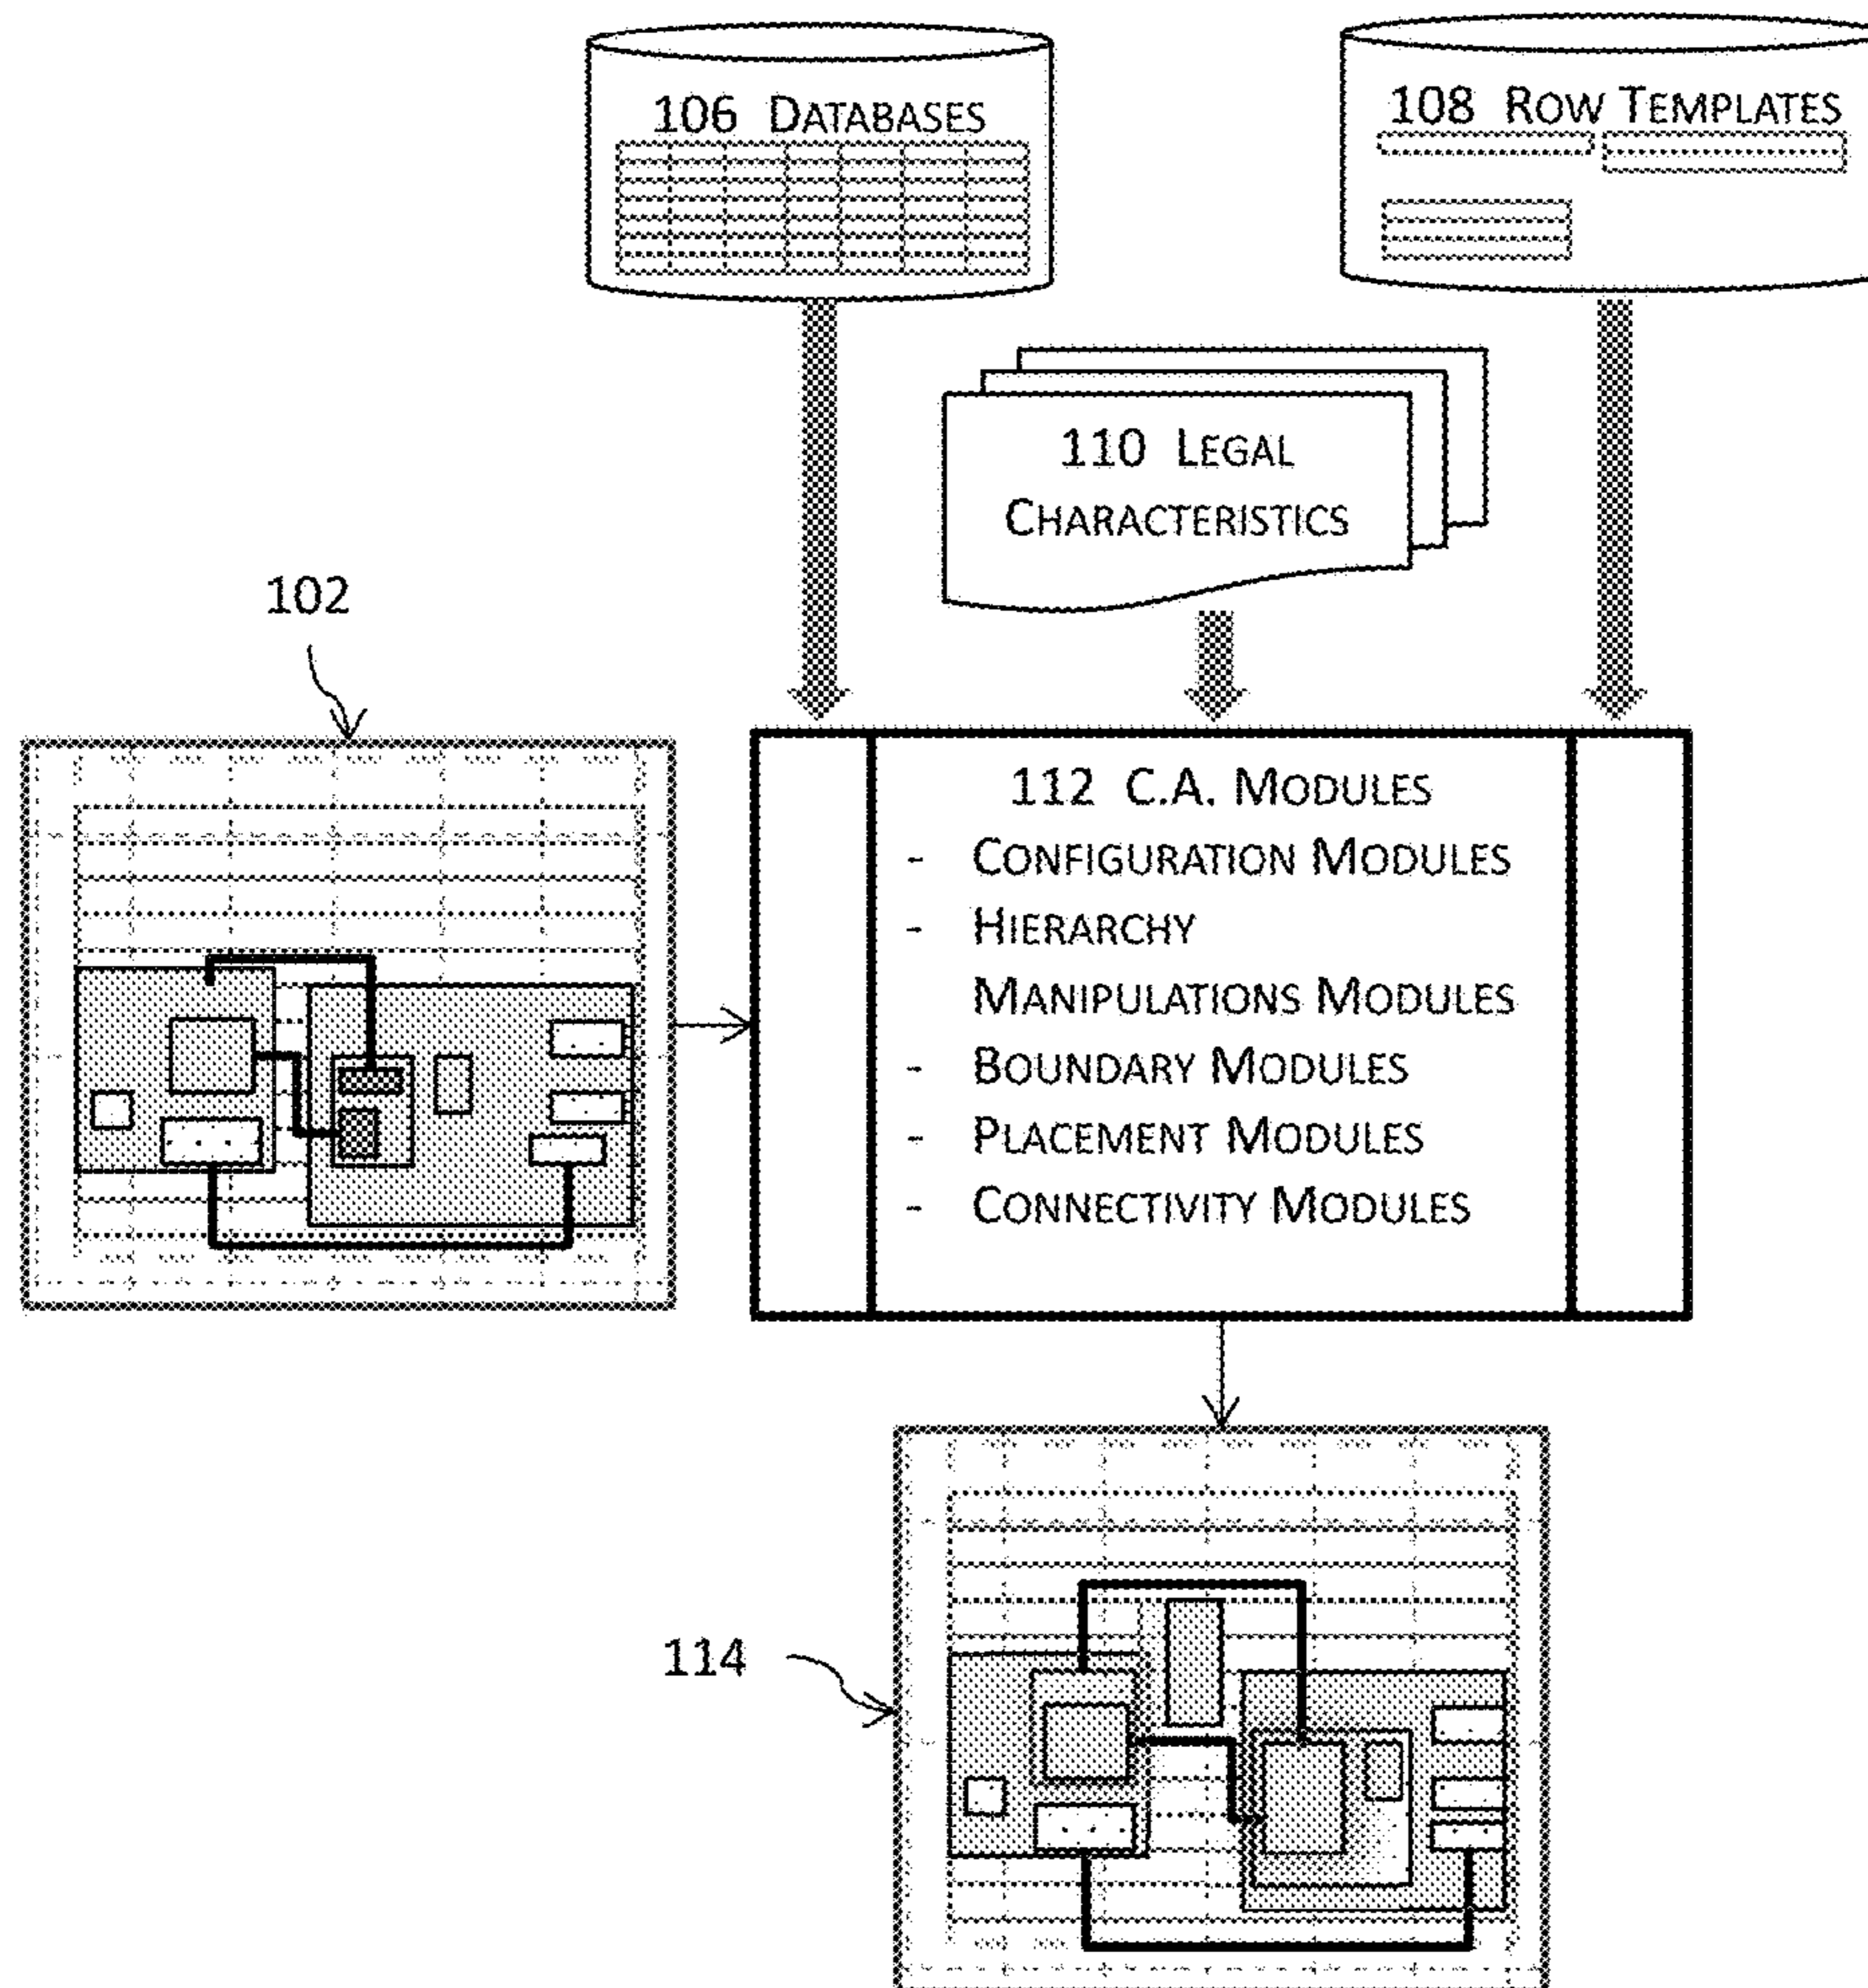 106 DATABASES
108 ROW TEMPLATES
110 LEGAL
CHARACTERISTICS
102
112 C.A. MODULES
- CONFIGURATION MODULES
- HIERARCHY
MANIPULATIONS MODULES
- BOUNDARY MODULES
- PLACEMENT MODULES
- CONNECTIVITY MODULES
114